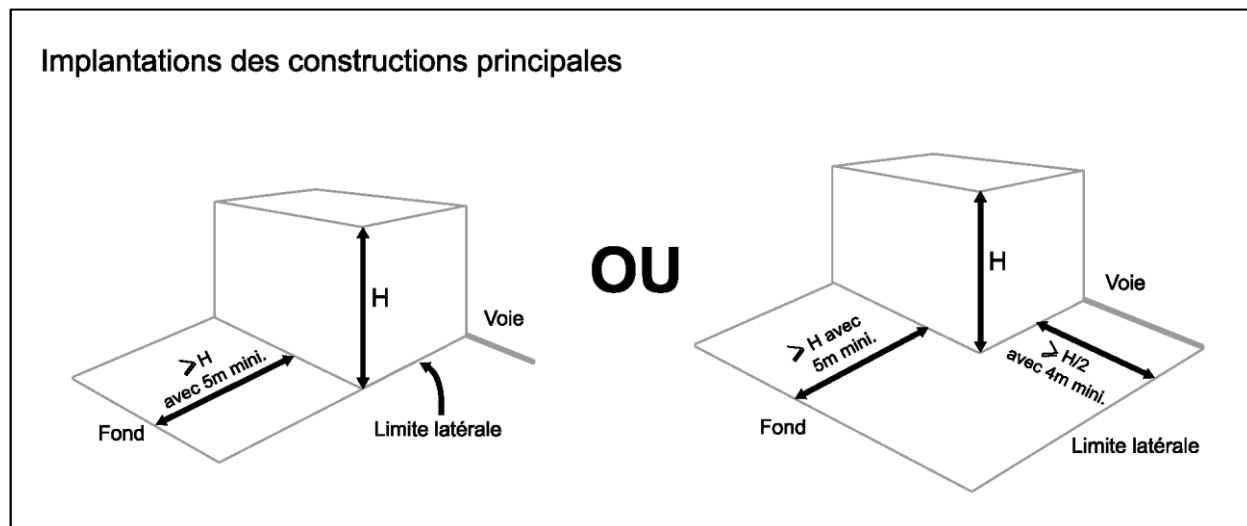 Implantations des constructions principales
H
Voie
⩾ H
avec 5m mini.
Fond
Limite latérale
OU
H
Voie
⩾ H avec
5m mini.
⩾ H/2
avec 4m mini.
Fond
Limite latérale